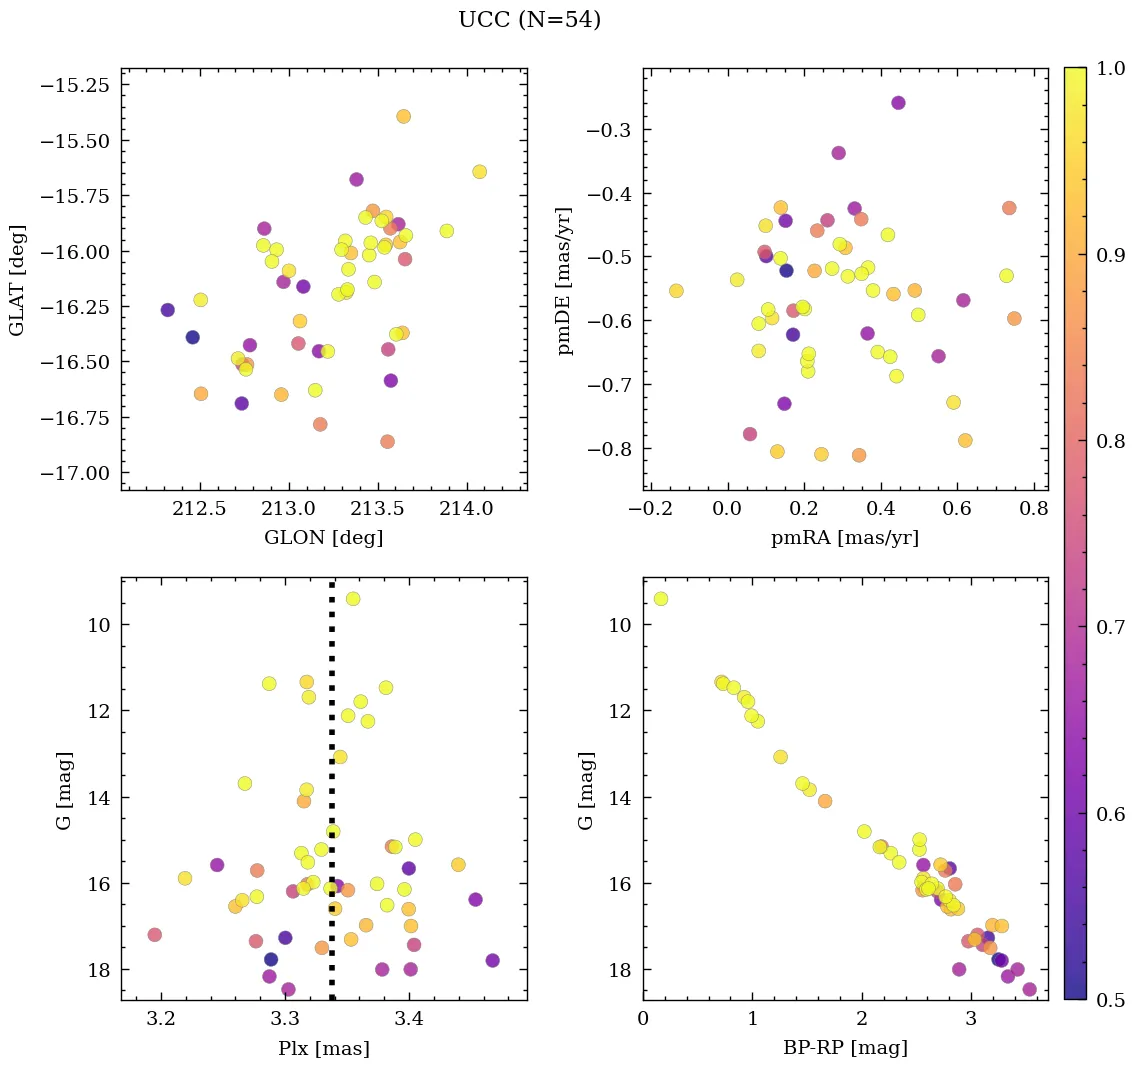 UCC (N=54)
−15.25
−15.50
−15.75
−16.00
−16.25
−16.50
−16.75
−17.00
GLAT [deg]
212.5 213.0 213.5 214.0
GLON [deg]
−0.3
−0.4
−0.5
−0.6
−0.7
−0.8
pmDE [mas/yr]
−0.2 0.0 0.2 0.4 0.6 0.8
pmRA [mas/yr]
10
12
14
16
18
G [mag]
3.2 3.3 3.4
Plx [mas]
10
12
14
16
18
G [mag]
0 1 2 3
BP-RP [mag]
1.0
0.9
0.8
0.7
0.6
0.5